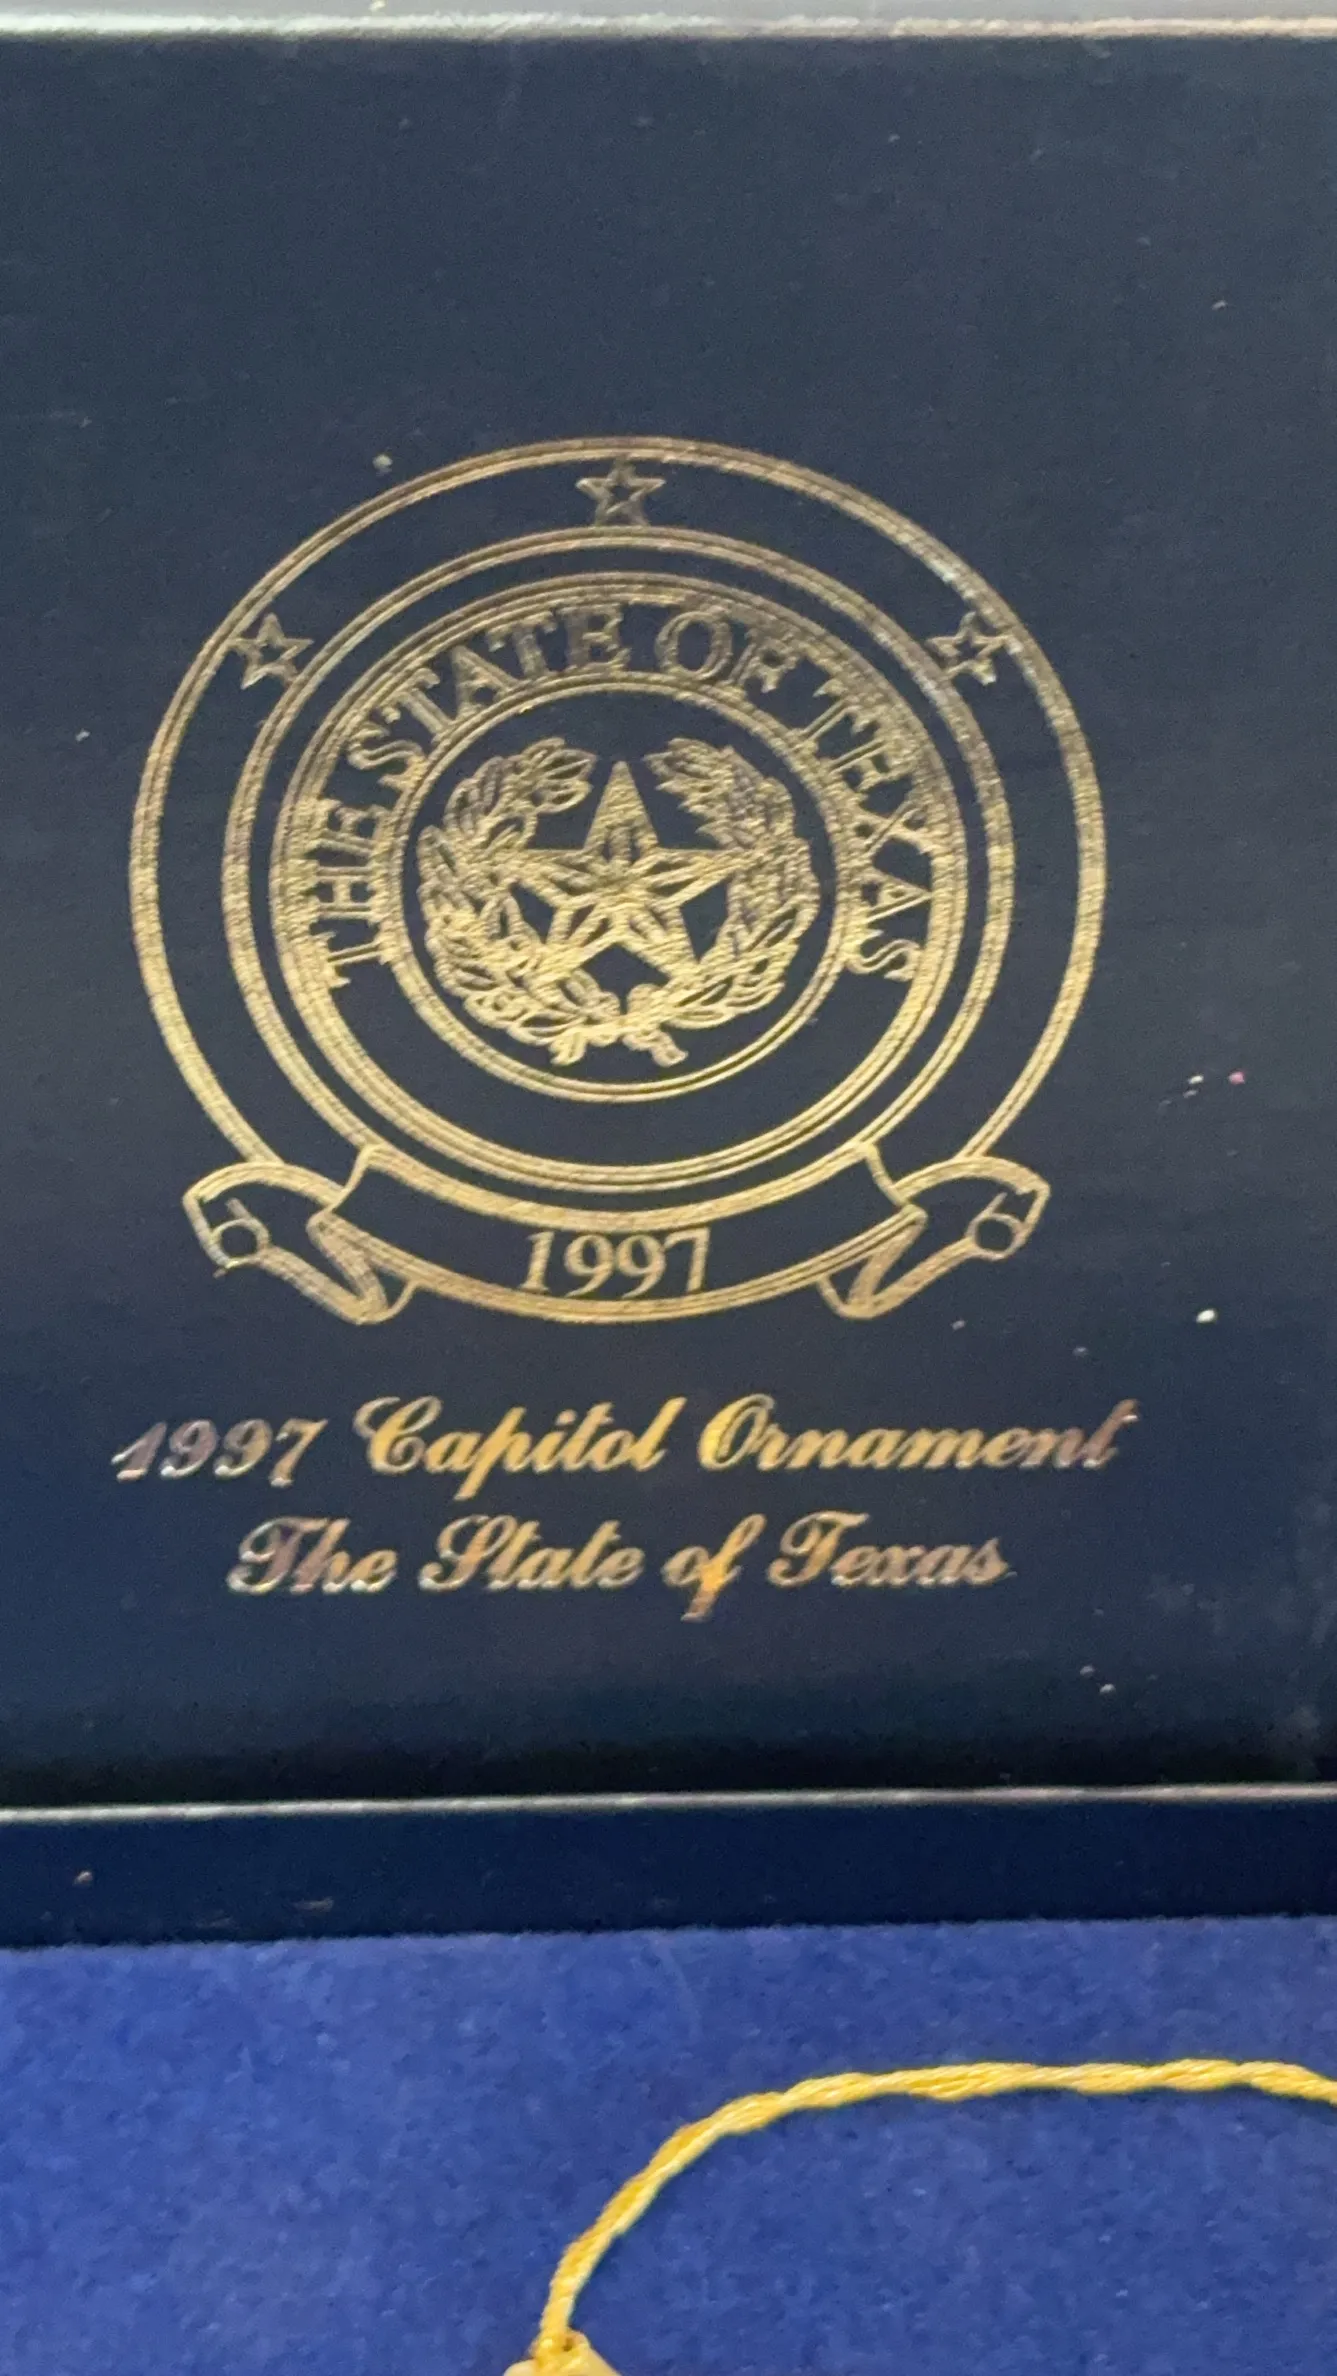 THE STATE OF TEXAS
1997
1997 Capitol Ornament
The State of Texas